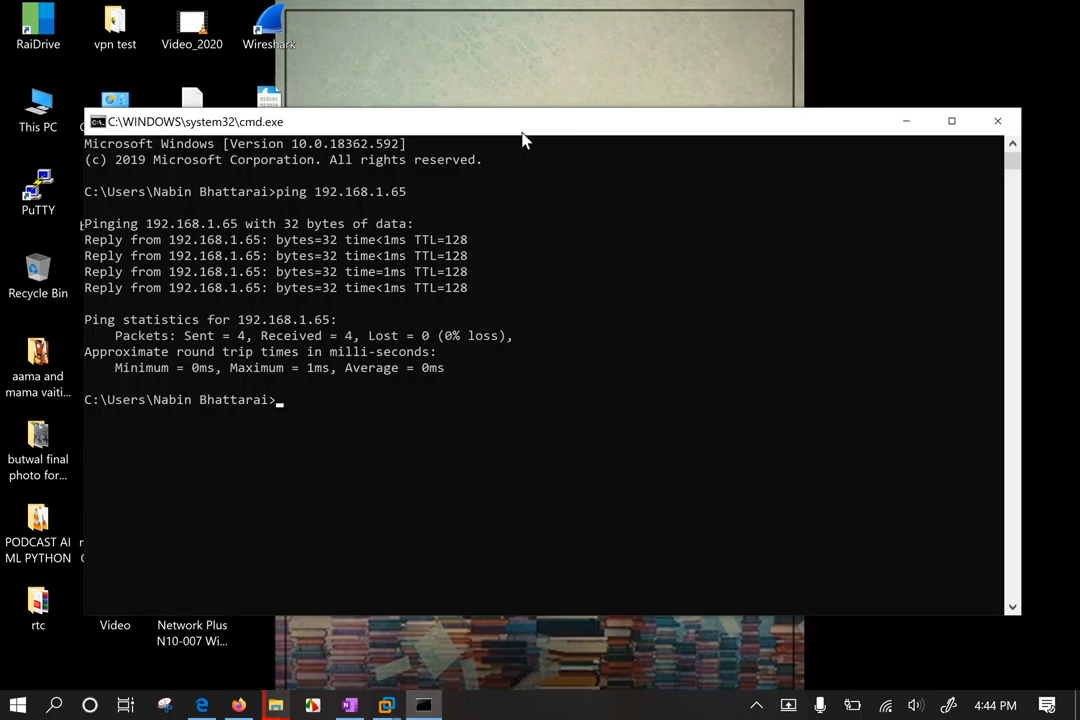 RaiDrive
vpn test
Video_2020
Wireshark
This PC
PuTTY
Recycle Bin
aama and
mama vaiti...
butwal final
photo for...
PODCAST AI
ML PYTHON
rtc
Video
Network Plus
N10-007 Wi...
C:\WINDOWS\system32\cmd.exe
Microsoft Windows [Version 10.0.18362.592]
(c) 2019 Microsoft Corporation. All rights reserved.
C:\Users\Nabin Bhattarai>ping 192.168.1.65
Pinging 192.168.1.65 with 32 bytes of data:
Reply from 192.168.1.65: bytes=32 time<1ms TTL=128
Reply from 192.168.1.65: bytes=32 time<1ms TTL=128
Reply from 192.168.1.65: bytes=32 time=1ms TTL=128
Reply from 192.168.1.65: bytes=32 time<1ms TTL=128
Ping statistics for 192.168.1.65:
Packets: Sent = 4, Received = 4, Lost = 0 (0% loss),
Approximate round trip times in milli-seconds:
Minimum = 0ms, Maximum = 1ms, Average = 0ms
C:\Users\Nabin Bhattarai>
4:44 PM